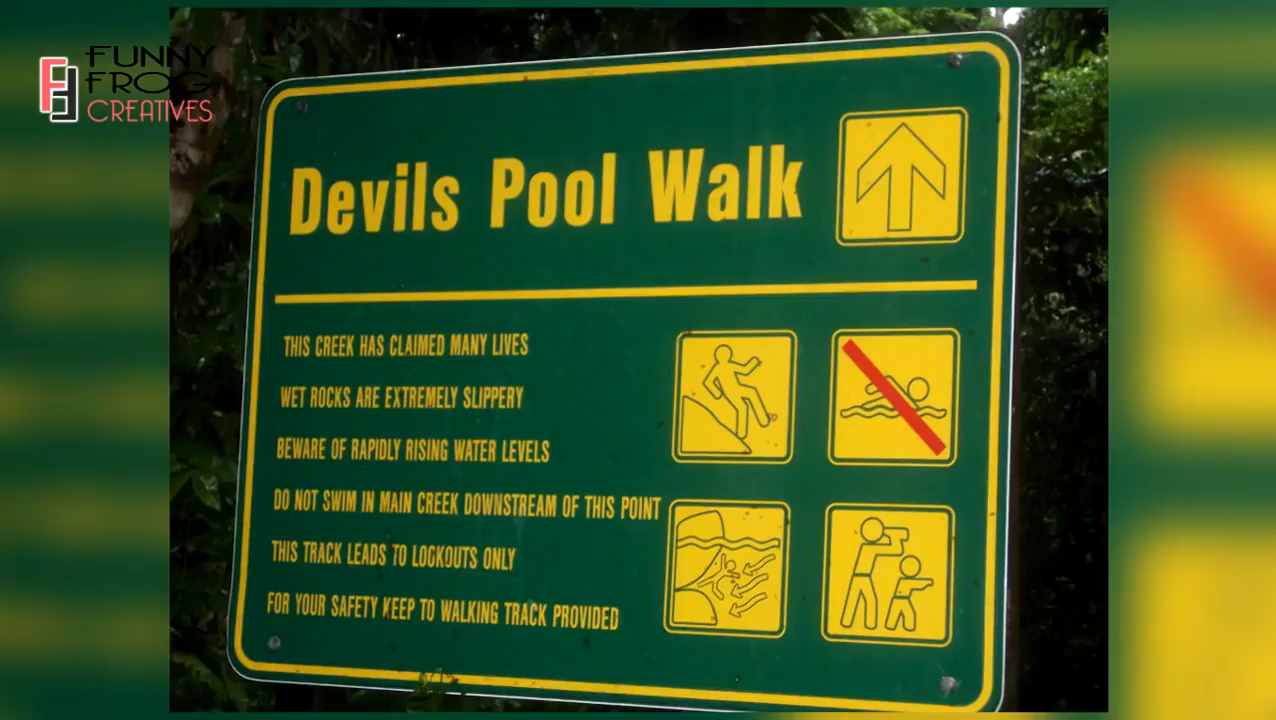 FUNNY
FROG
CREATIVES
Devils Pool Walk
THIS CREEK HAS CLAIMED MANY LIVES
WET ROCKS ARE EXTREMELY SLIPPERY
BEWARE OF RAPIDLY RISING WATER LEVELS
DO NOT SWIM IN MAIN CREEK DOWNSTREAM OF THIS POINT
THIS TRACK LEADS TO LOOKOUTS ONLY
FOR YOUR SAFETY KEEP TO WALKING TRACK PROVIDED